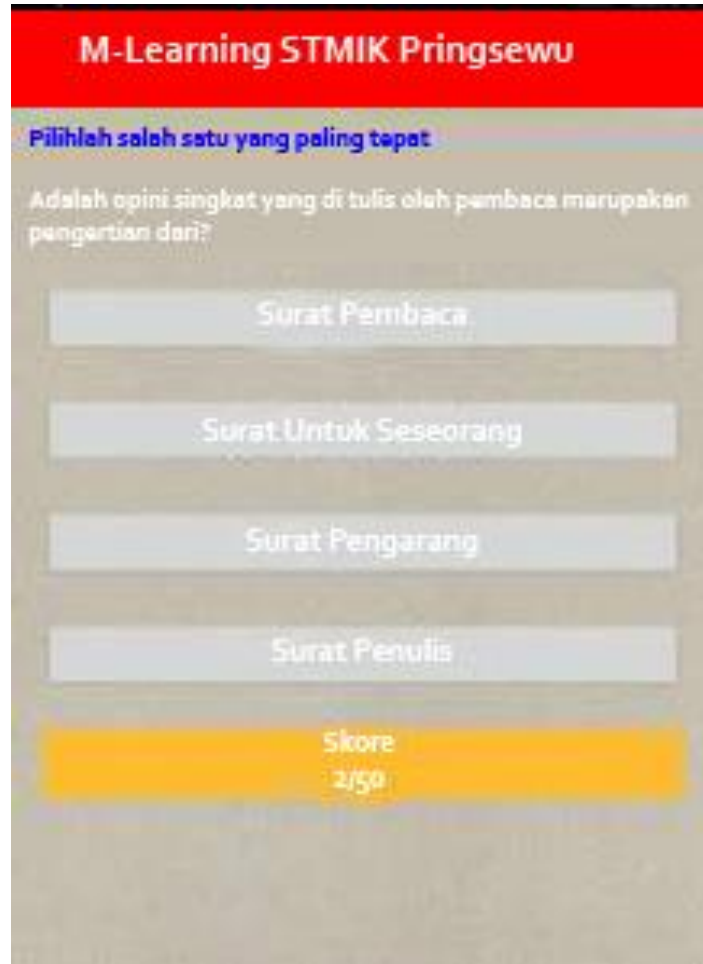 M-Learning STMIK Pringsewu
Pilihlah salah satu yang paling tepat
Adalah opini singkat yang di tulis oleh pembaca merupakan
pengertian dari?
Surat Pembaca
Surat Untuk Seseorang
Surat Pengarang
Surat Penulis
Skore
2/50